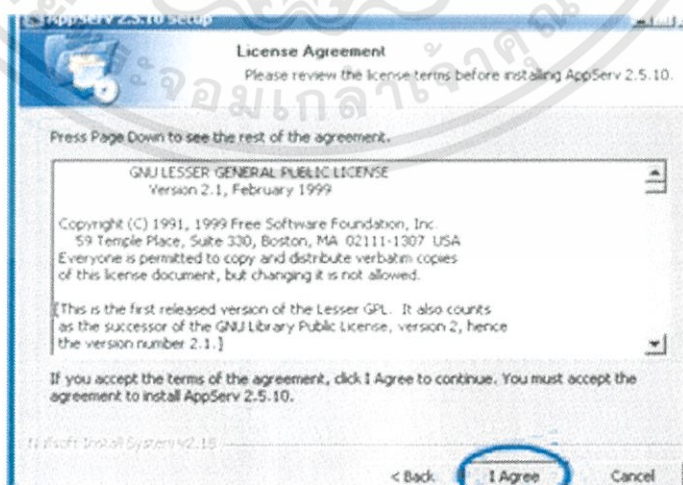 AppServ 2.5.10 Setup
License Agreement
Please review the license terms before installing AppServ 2.5.10.
Press Page Down to see the rest of the agreement.
GNU LESSER GENERAL PUBLIC LICENSE
Version 2.1, February 1999
Copyright (C) 1991, 1999 Free Software Foundation, Inc.
59 Temple Place, Suite 330, Boston, MA 02111-1307 USA
Everyone is permitted to copy and distribute verbatim copies
of this license document, but changing it is not allowed.
[This is the first released version of the Lesser GPL. It also counts
as the successor of the GNU Library Public License, version 2, hence
the version number 2.1.]
If you accept the terms of the agreement, click I Agree to continue. You must accept the
agreement to install AppServ 2.5.10.
Nullsoft Install System v2.18
< Back I Agree Cancel